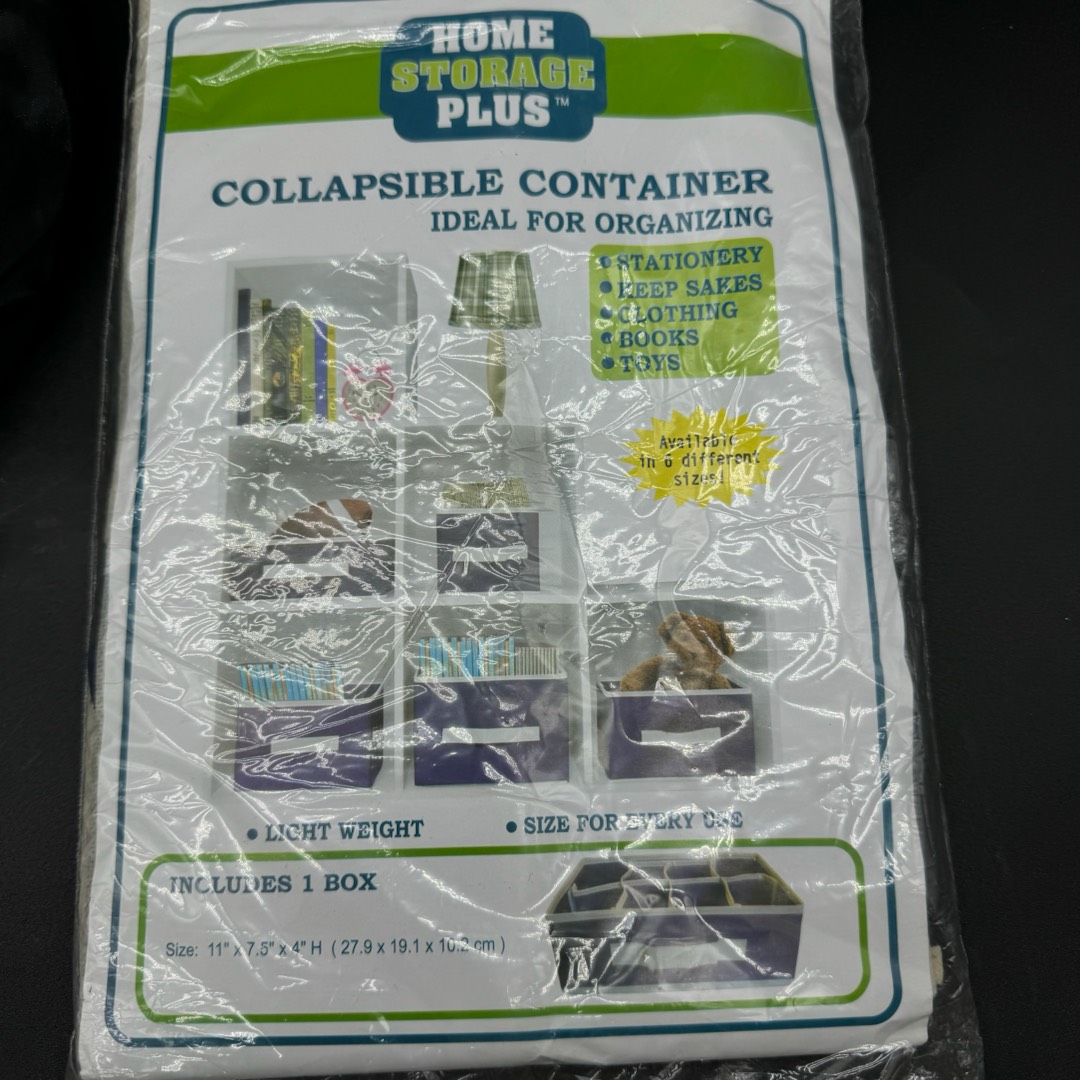 HOME
STORAGE
PLUS™
COLLAPSIBLE CONTAINER
IDEAL FOR ORGANIZING
• STATIONERY
• KEEP SAKES
• CLOTHING
• BOOKS
• TOYS
Available
in 6 different
sizes!
• LIGHT WEIGHT
• SIZE FOR EVERY USE
INCLUDES 1 BOX
Size: 11" x 7.5" x 4" H ( 27.9 x 19.1 x 10.2 cm )